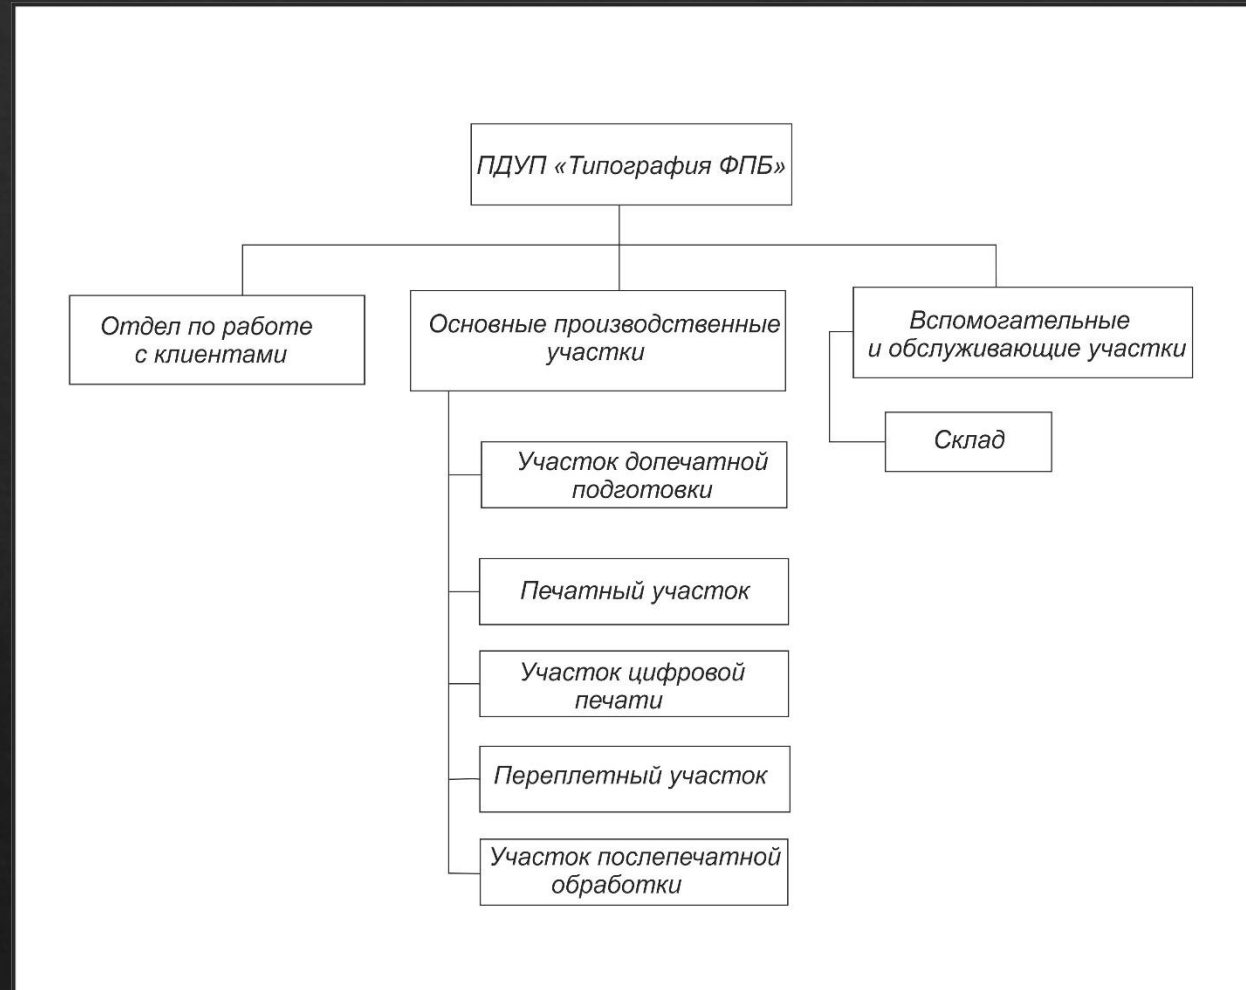 ПДУП «Типография ФПБ»
Отдел по работе
с клиентами
Основные производственные
участки
Вспомогательные
и обслуживающие участки
Склад
Участок допечатной
подготовки
Печатный участок
Участок цифровой
печати
Переплетный участок
Участок послепечатной
обработки